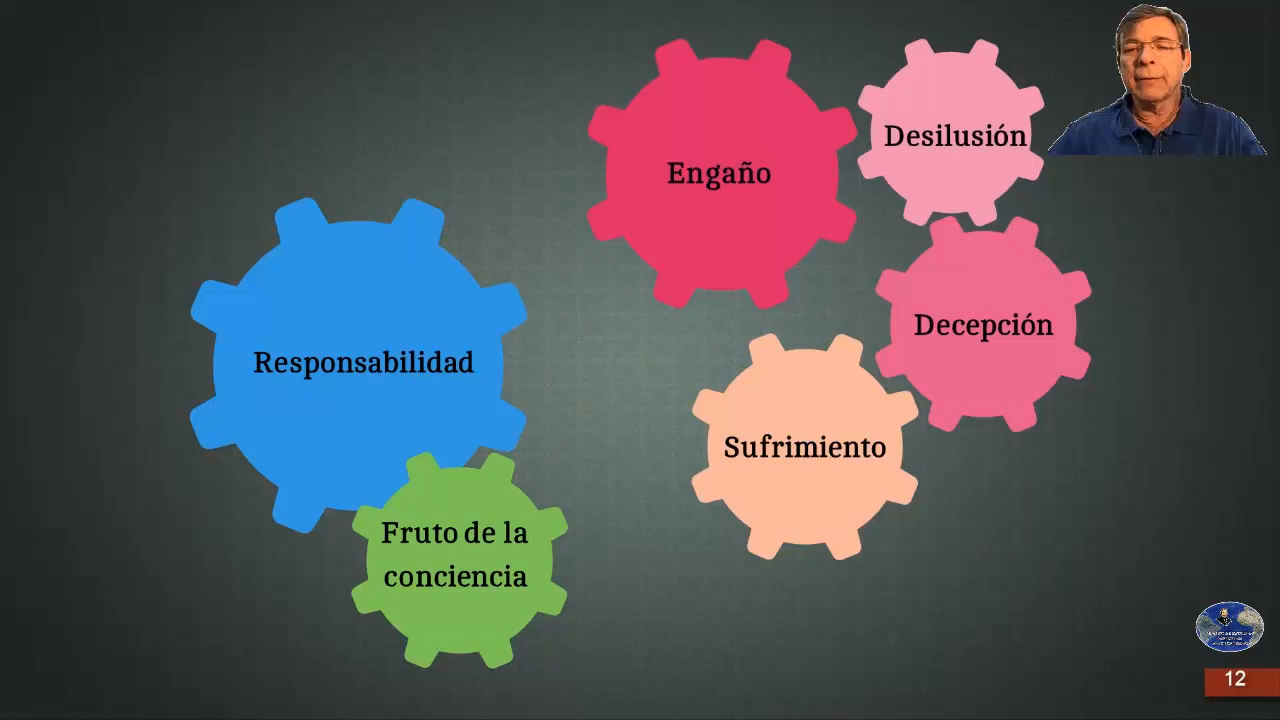 Engaño
Desilusión
Decepción
Responsabilidad
Sufrimiento
Fruto de la
conciencia
12